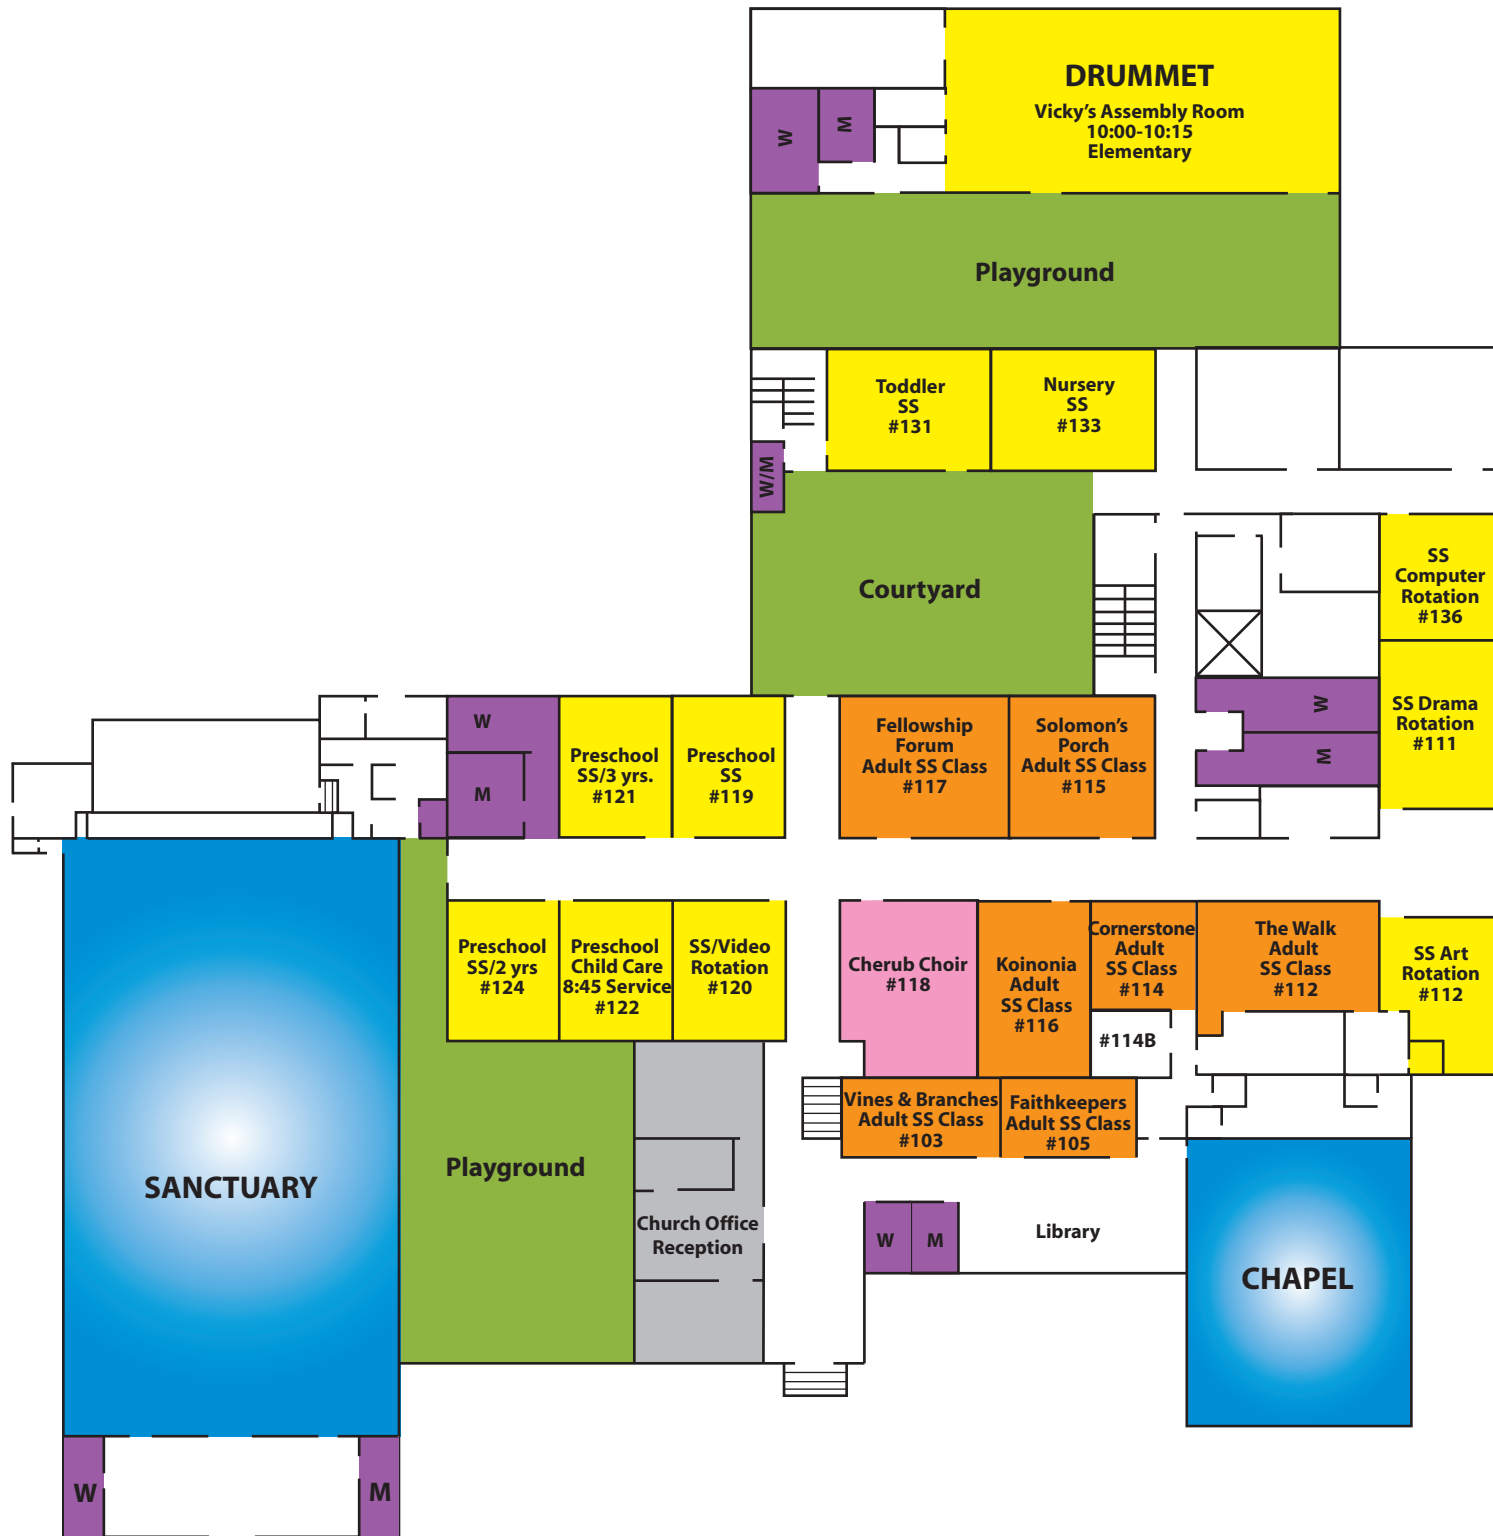 DRUMMET
Vicky's Assembly Room
10:00-10:15
Elementary
W
M
Playground
Toddler
SS
#131
Nursery
SS
#133
W/M
Courtyard
SS
Computer
Rotation
#136
W
M
SS Drama
Rotation
#111
W
M
Preschool
SS/3 yrs.
#121
Preschool
SS
#119
Fellowship
Forum
Adult SS Class
#117
Solomon's
Porch
Adult SS Class
#115
Preschool
SS/2 yrs
#124
Preschool
Child Care
8:45 Service
#122
SS/Video
Rotation
#120
Cherub Choir
#118
Koinonia
Adult
SS Class
#116
Cornerstone
Adult
SS Class
#114
#114B
The Walk
Adult
SS Class
#112
SS Art
Rotation
#112
Vines & Branches
Adult SS Class
#103
Faithkeepers
Adult SS Class
#105
SANCTUARY
Playground
Church Office
Reception
W
M
Library
CHAPEL
W
M